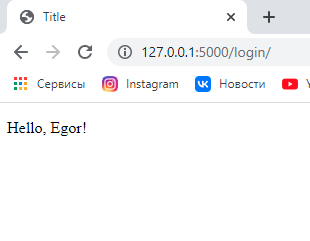 Title
127.0.0.1:5000/login/
Сервисы Instagram Новости
Hello, Egor!